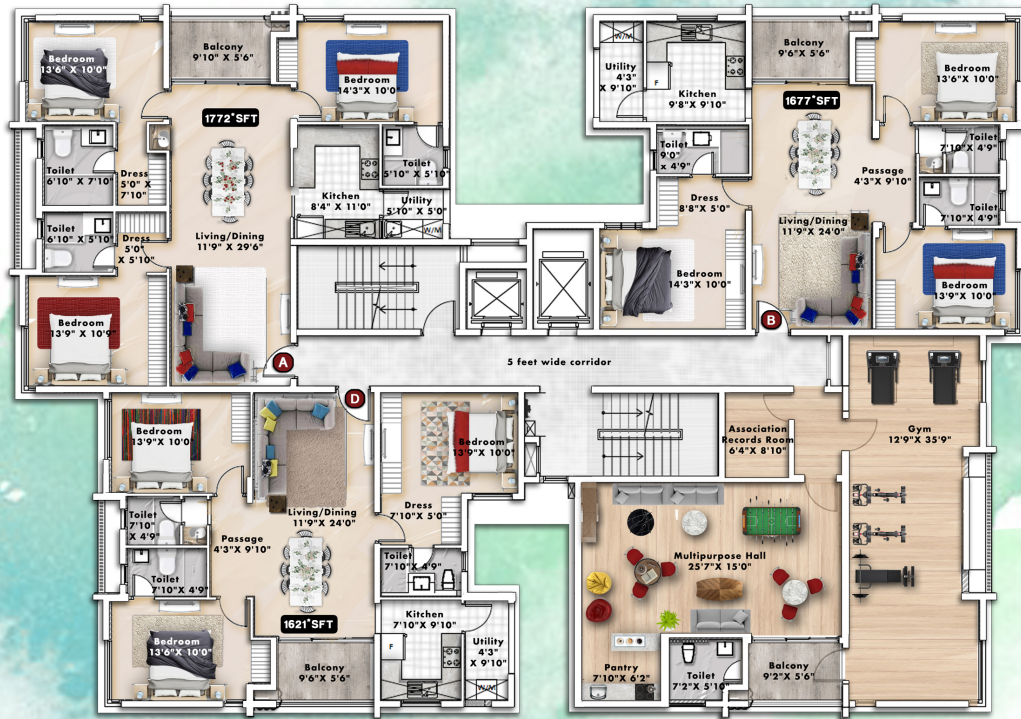 Bedroom
13'6" X 10'0"
Balcony
9'10" X 5'6"
Bedroom
14'3"X 10'0"
1772*SFT
Toilet
6'10" X 7'10"
Dress
5'0" X
7'10"
Kitchen
8'4" X 11'0"
Toilet
5'10" X 5'10"
Utility
5'10" X 5'0"
W/M
Toilet
6'10" X 5'10"
Dress
5'0"
X 5'10"
Living/Dining
11'9" X 29'6"
Bedroom
13'9" X 10'9"
A
W/M
Utility
4'3"
X 9'10"
F
Kitchen
9'8"X 9'10"
Balcony
9'6"X 5'6"
Bedroom
13'6"X 10'0"
1677*SFT
Toilet
9'0"
x 4'9"
Toilet
7'10"X 4'9"
Passage
4'3"X 9'10"
Dress
8'8"X 5'0"
Toilet
7'10"X 4'9"
Living/Dining
11'9"X 24'0"
Bedroom
14'3"X 10'0"
Bedroom
13'9"X 10'0"
B
5 feet wide corridor
D
Bedroom
13'9"X 10'0"
Bedroom
13'9"X 10'0"
Living/Dining
11'9"X 24'0"
Dress
7'10"X 5'0"
Toilet
7'10"
X 4'9"
Passage
4'3"X 9'10"
Toilet
7'10"X 4'9"
Toilet
7'10"X 4'9"
Kitchen
7'10"X 9'10"
F
Utility
4'3"
X 9'10"
W/M
1621*SFT
Bedroom
13'6"X 10'0"
Balcony
9'6"X 5'6"
Association
Records Room
6'4"X 8'10"
Gym
12'9"X 35'9"
Multipurpose Hall
25'7"X 15'0"
Pantry
7'10"X 6'2"
Toilet
7'2"X 5'10"
Balcony
9'2"X 5'6"